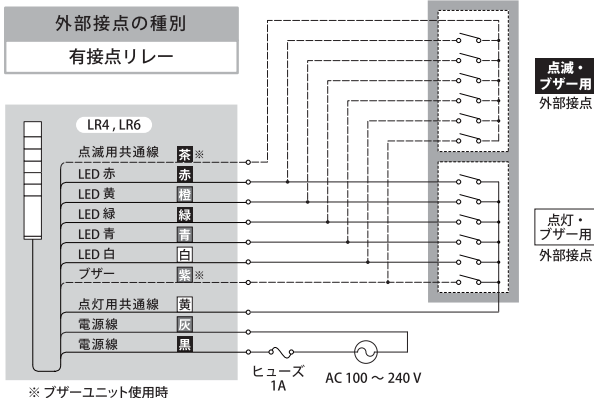 外部接点の種別
有接点リレー
LR4 , LR6
点滅用共通線 茶 ※
LED 赤 赤
LED 黄 橙
LED 緑 緑
LED 青 青
LED 白 白
ブザー 紫 ※
点灯用共通線 黄
電源線 灰
電源線 黒
ヒューズ
1A
AC 100 ～ 240 V
点滅・
ブザー用
外部接点
点灯・
ブザー用
外部接点
※ ブザーユニット使用時